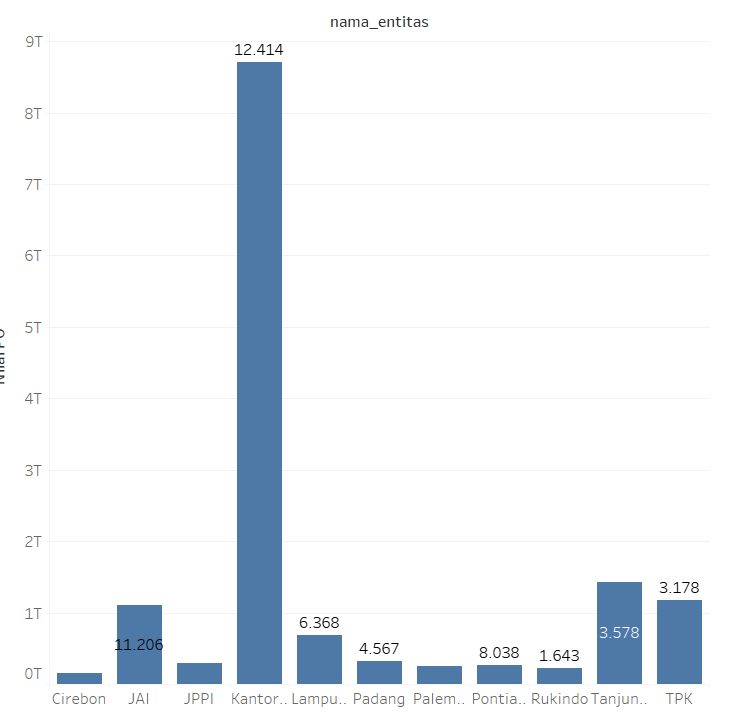 nama_entitas
9T
8T
7T
6T
5T
4T
3T
2T
1T
0T
12.414
11.206
6.368
4.567
8.038
1.643
3.578
3.178
Cirebon JAI JPPI Kantor.. Lampu.. Padang Palem.. Pontia.. Rukindo Tanjun.. TPK